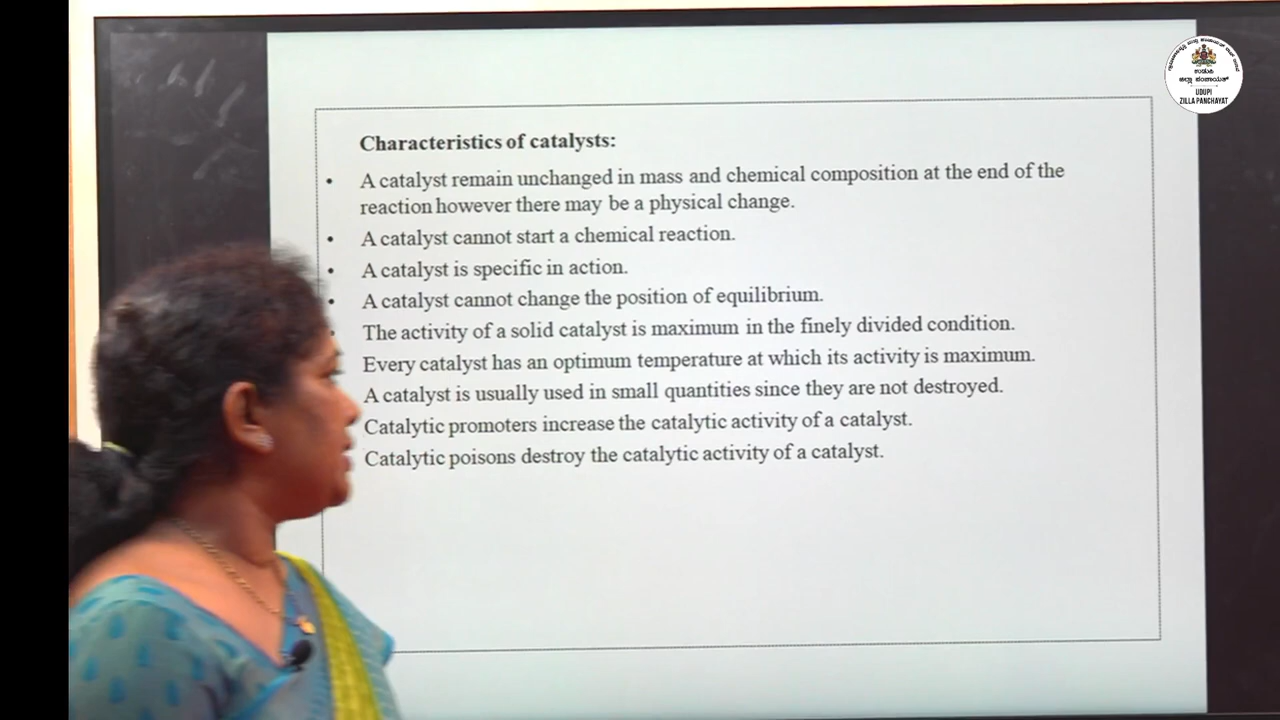 Characteristics of catalysts:
• A catalyst remain unchanged in mass and chemical composition at the end of the
reaction however there may be a physical change.
• A catalyst cannot start a chemical reaction.
• A catalyst is specific in action.
• A catalyst cannot change the position of equilibrium.
The activity of a solid catalyst is maximum in the finely divided condition.
Every catalyst has an optimum temperature at which its activity is maximum.
A catalyst is usually used in small quantities since they are not destroyed.
Catalytic promoters increase the catalytic activity of a catalyst.
Catalytic poisons destroy the catalytic activity of a catalyst.
ಉಡುಪಿ
ಜಿಲ್ಲಾ ಪಂಚಾಯತ್
UDUPI
ZILLA PANCHAYAT